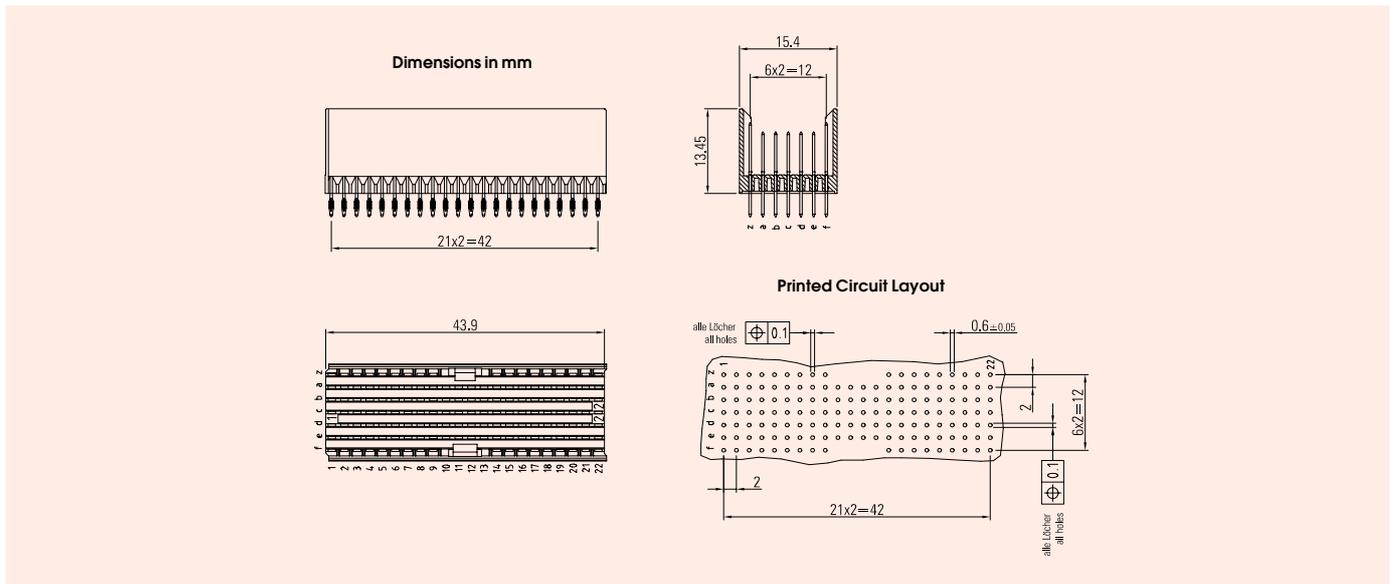 Dimensions in mm
15.4
6x2=12
13.45
z a b c d e f
21x2=42
Printed Circuit Layout
43.9
z a b c d e f
1 22
1 2 3 4 5 6 7 8 9 10 11 12 13 14 15 16 17 18 19 20 21 22
alle Löcher
all holes
0.1
0.6±0.05
1 22
z a b c d e f
2
6x2=12
2
21x2=42
0.1
alle Löcher
all holes